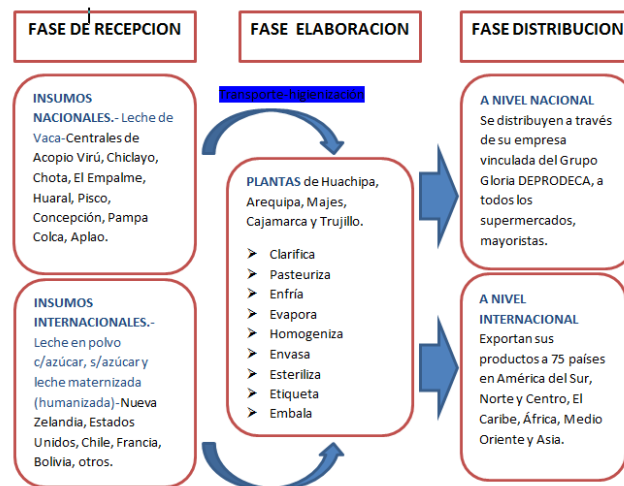 FASE DE RECEPCION
FASE ELABORACION
FASE DISTRIBUCION
INSUMOS
NACIONALES.- Leche de
Vaca-Centrales de
Acopio Virú, Chiclayo,
Chota, El Empalme,
Huaral, Pisco,
Concepción, Pampa
Colca, Aplao.
INSUMOS
INTERNACIONALES.-
Leche en polvo
c/azúcar, s/azúcar y
leche maternizada
(humanizada)-Nueva
Zelandia, Estados
Unidos, Chile, Francia,
Bolivia, otros.
Transporte-higienización
PLANTAS de Huachipa,
Arequipa, Majes,
Cajamarca y Trujillo.
➢ Clarifica
➢ Pasteuriza
➢ Enfría
➢ Evapora
➢ Homogeniza
➢ Envasa
➢ Esteriliza
➢ Etiqueta
➢ Embala
A NIVEL NACIONAL
Se distribuyen a través
de su empresa
vinculada del Grupo
Gloria DEPRODECA, a
todos los
supermercados,
mayoristas.
A NIVEL
INTERNACIONAL
Exportan sus
productos a 75 países
en América del Sur,
Norte y Centro, El
Caribe, África, Medio
Oriente y Asia.